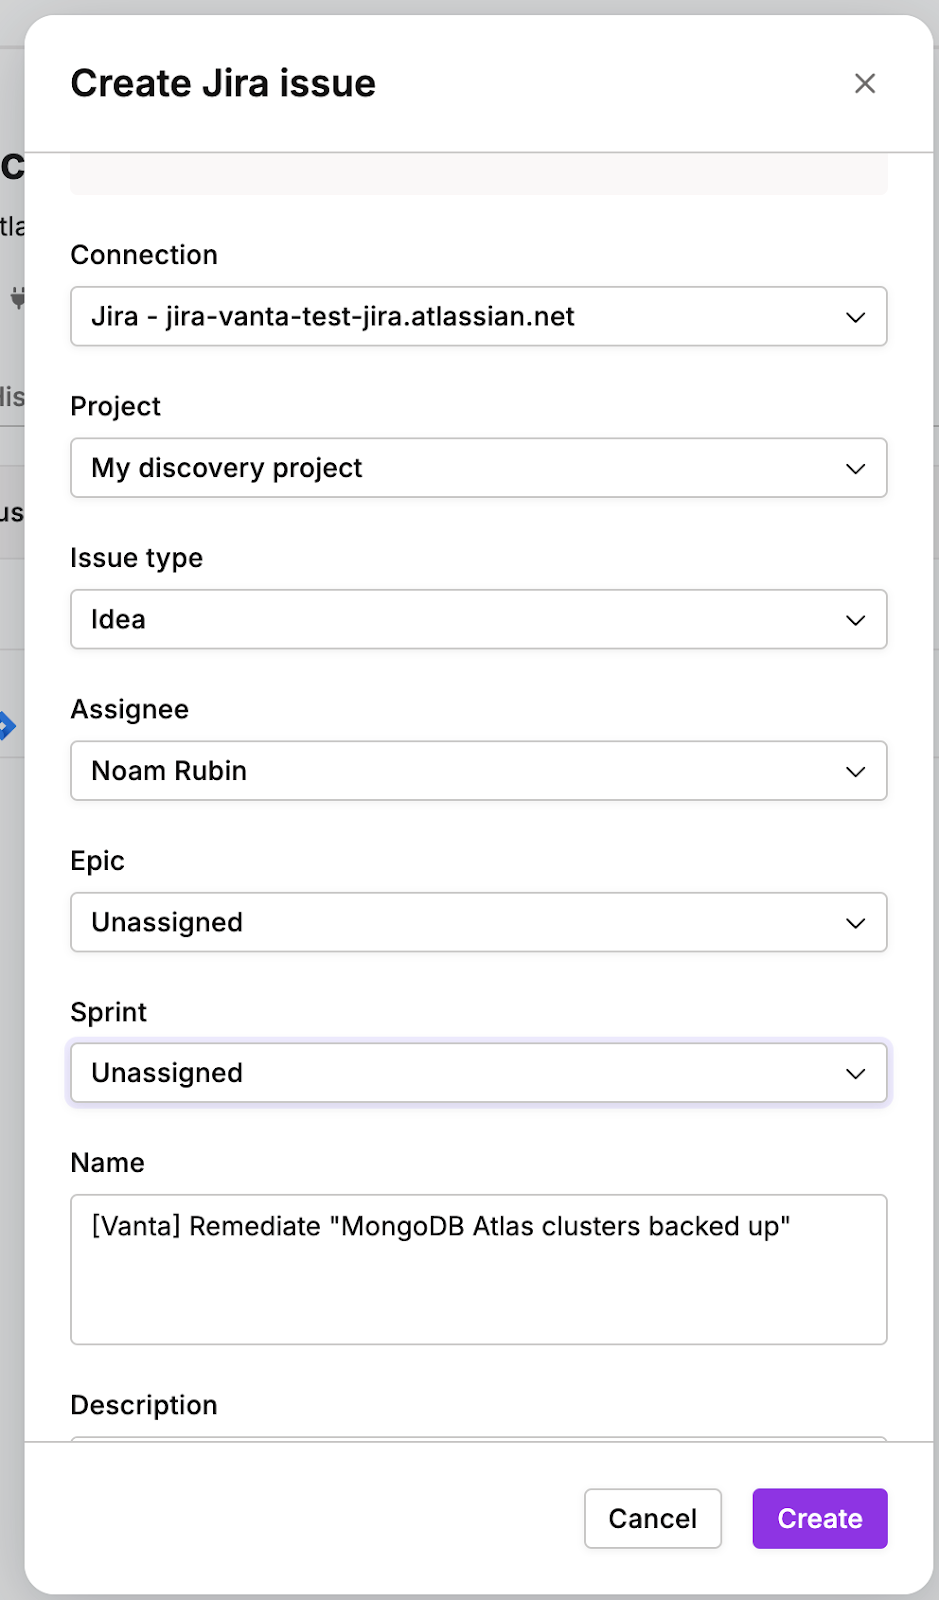 Create Jira issue
Connection
Jira - jira-vanta-test-jira.atlassian.net
Project
My discovery project
Issue type
Idea
Assignee
Noam Rubin
Epic
Unassigned
Sprint
Unassigned
Name
[Vanta] Remediate "MongoDB Atlas clusters backed up"
Description
Cancel
Create